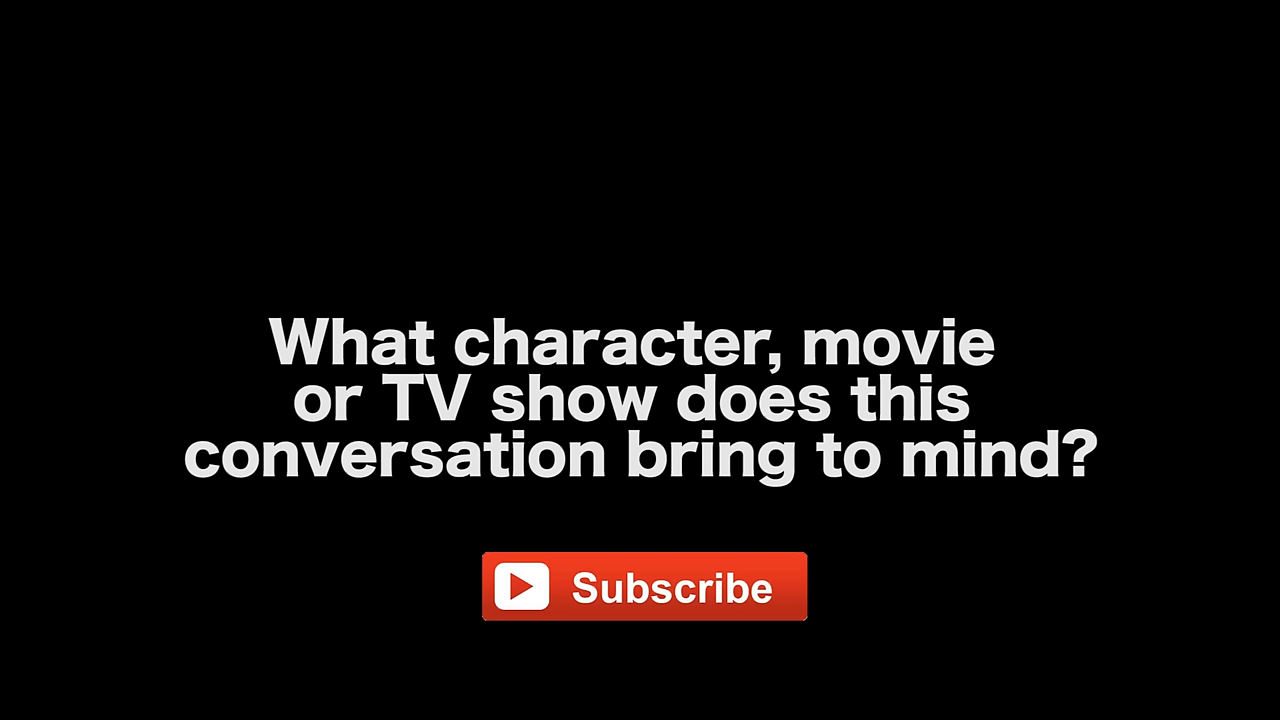 What character, movie
or TV show does this
conversation bring to mind?
Subscribe